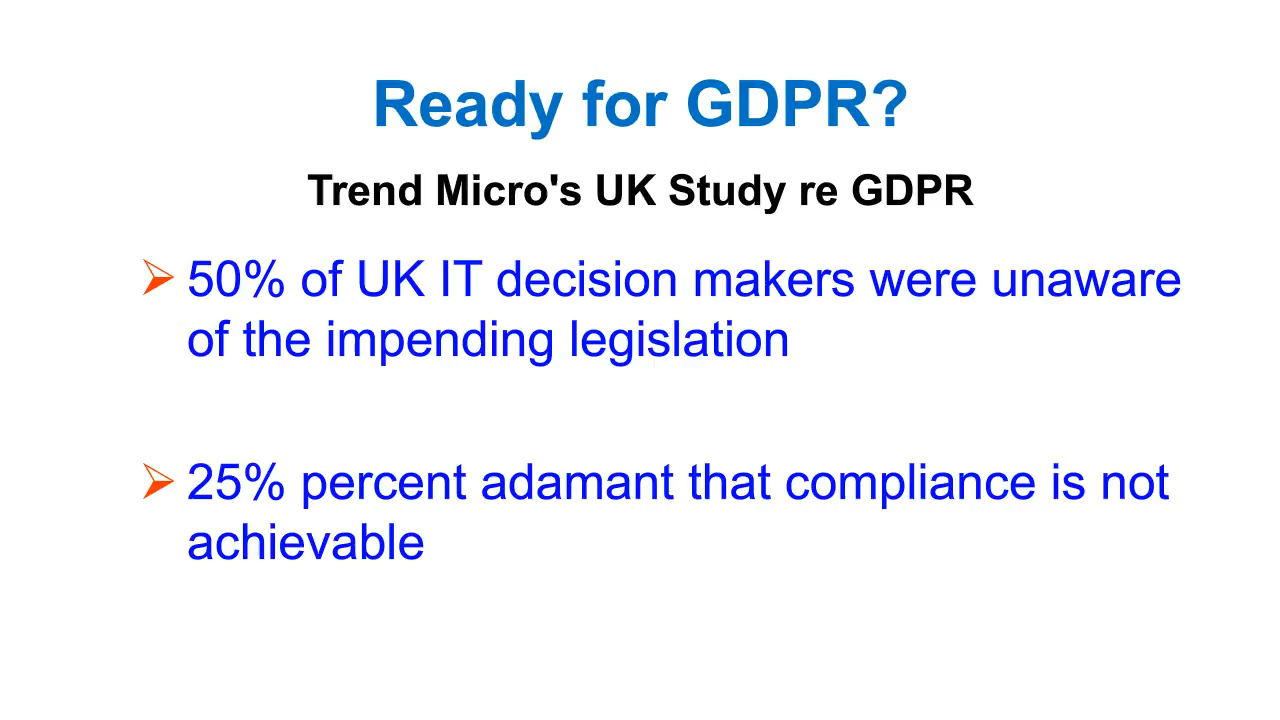 Ready for GDPR?
Trend Micro's UK Study re GDPR
50% of UK IT decision makers were unaware
of the impending legislation
25% percent adamant that compliance is not
achievable